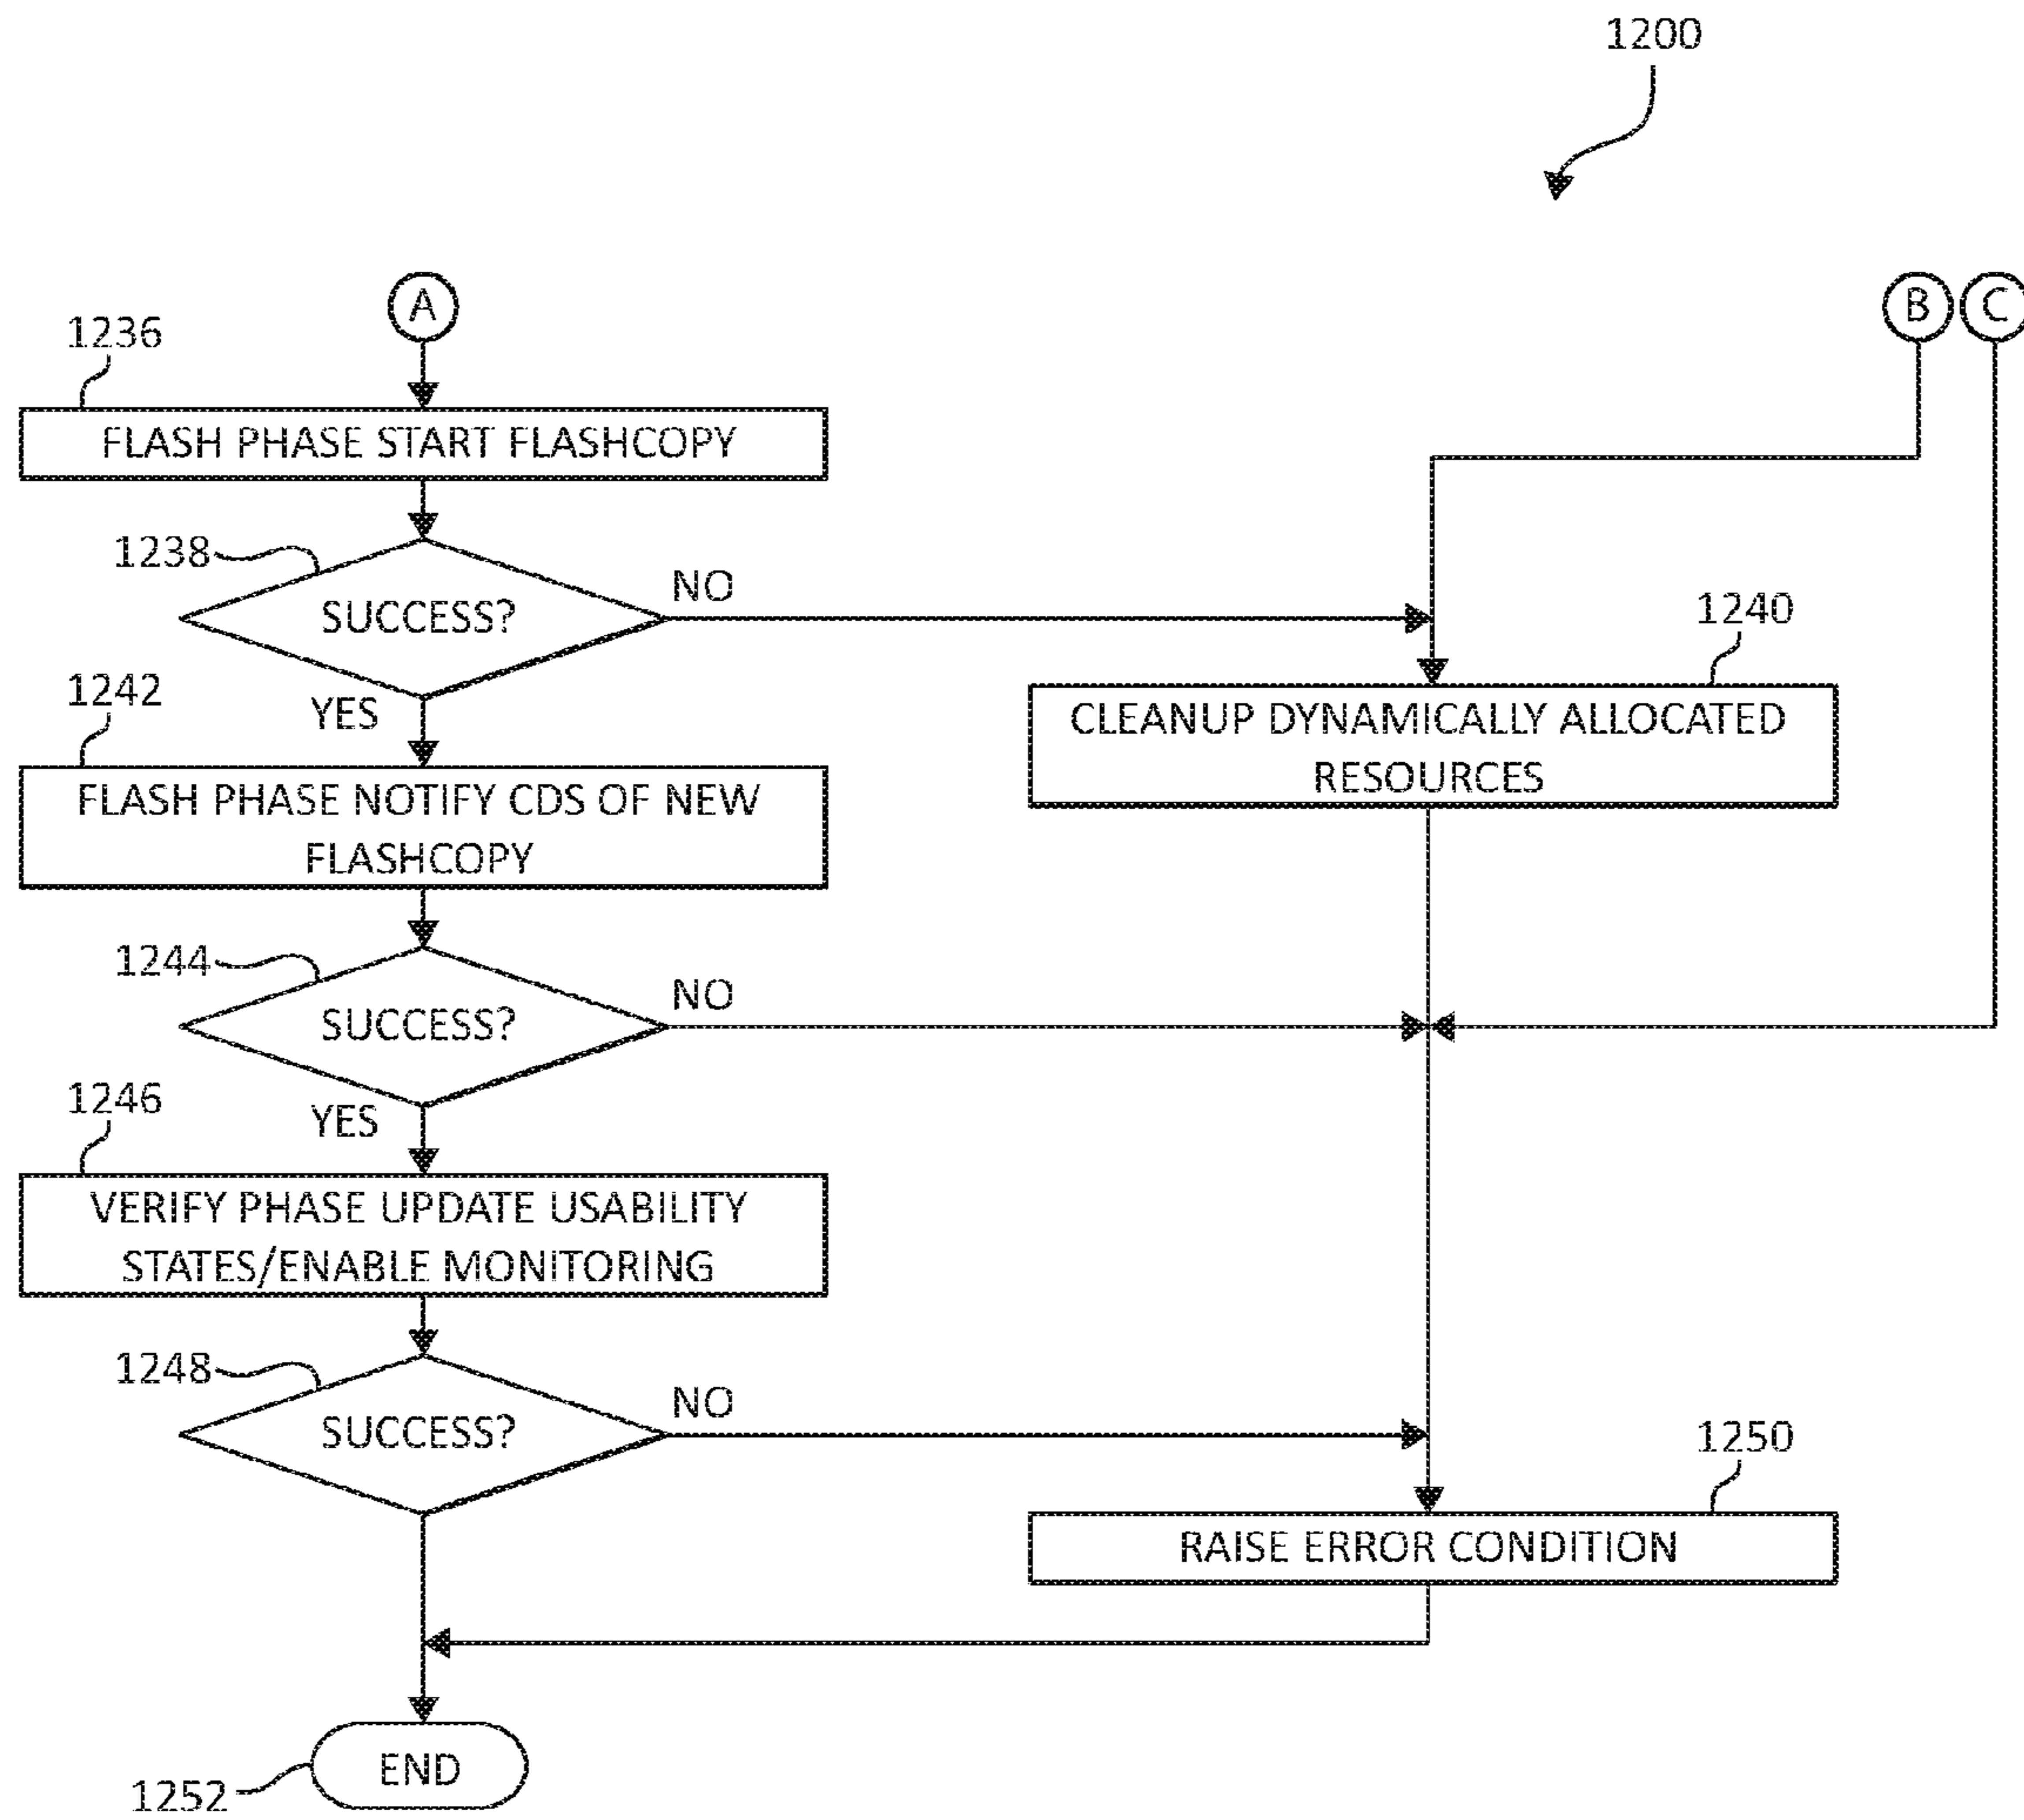 1200
A
B
C
1236
FLASH PHASE START FLASHCOPY
1238
SUCCESS?
NO
YES
1240
CLEANUP DYNAMICALLY ALLOCATED
RESOURCES
1242
FLASH PHASE NOTIFY CDS OF NEW
FLASHCOPY
1244
SUCCESS?
NO
YES
1246
VERIFY PHASE UPDATE USABILITY
STATES/ENABLE MONITORING
1248
SUCCESS?
NO
1250
RAISE ERROR CONDITION
END
1252